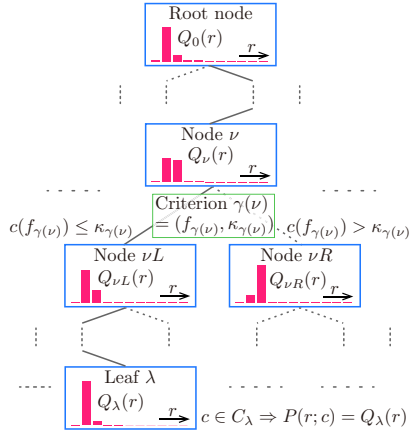 Root node
Q_0(r)
r
Node ν
Q_ν(r)
r
Criterion γ(ν)
= (f_{γ(ν)}, κ_{γ(ν)})
c(f_{γ(ν)}) ≤ κ_{γ(ν)}
c(f_{γ(ν)}) > κ_{γ(ν)}
Node νL
Q_{νL}(r)
r
Node νR
Q_{νR}(r)
r
Leaf λ
Q_λ(r)
r
c ∈ C_λ ⇒ P(r; c) = Q_λ(r)